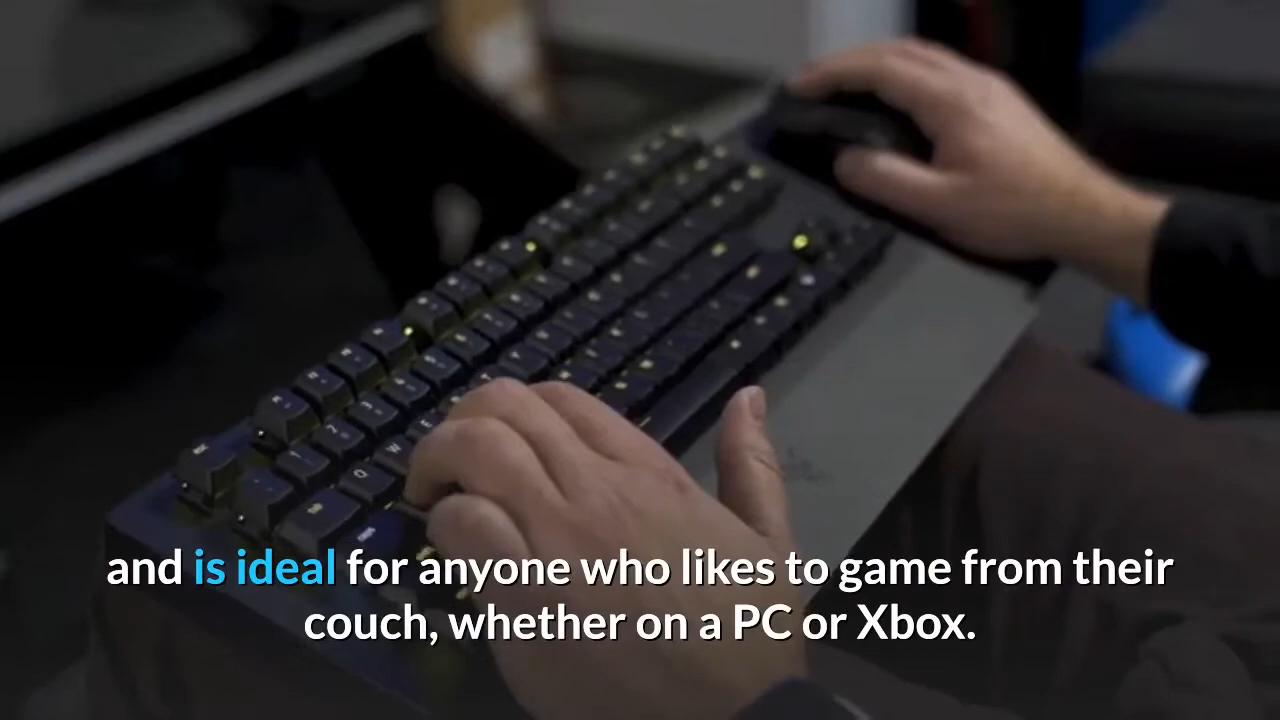 and is ideal for anyone who likes to game from their
couch, whether on a PC or Xbox.